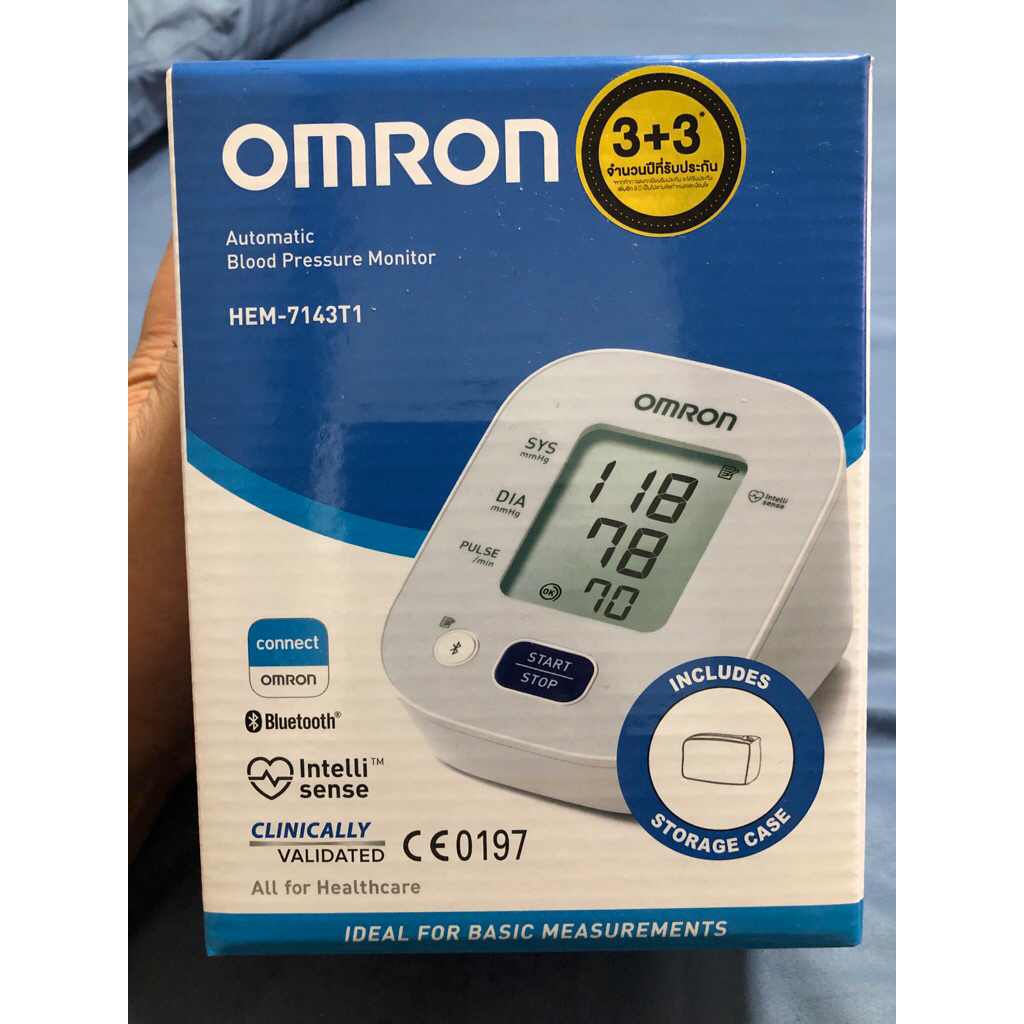 OMRON
3+3*
จำนวนปีที่รับประกัน
Automatic
Blood Pressure Monitor
HEM-7143T1
OMRON
SYS
mmHg
118
Intelli
sense
DIA
mmHg
78
PULSE
/min
OK
70
START
STOP
connect
OMRON
Bluetooth®
Intelli™
sense
INCLUDES
STORAGE CASE
CLINICALLY
VALIDATED
CE0197
All for Healthcare
IDEAL FOR BASIC MEASUREMENTS